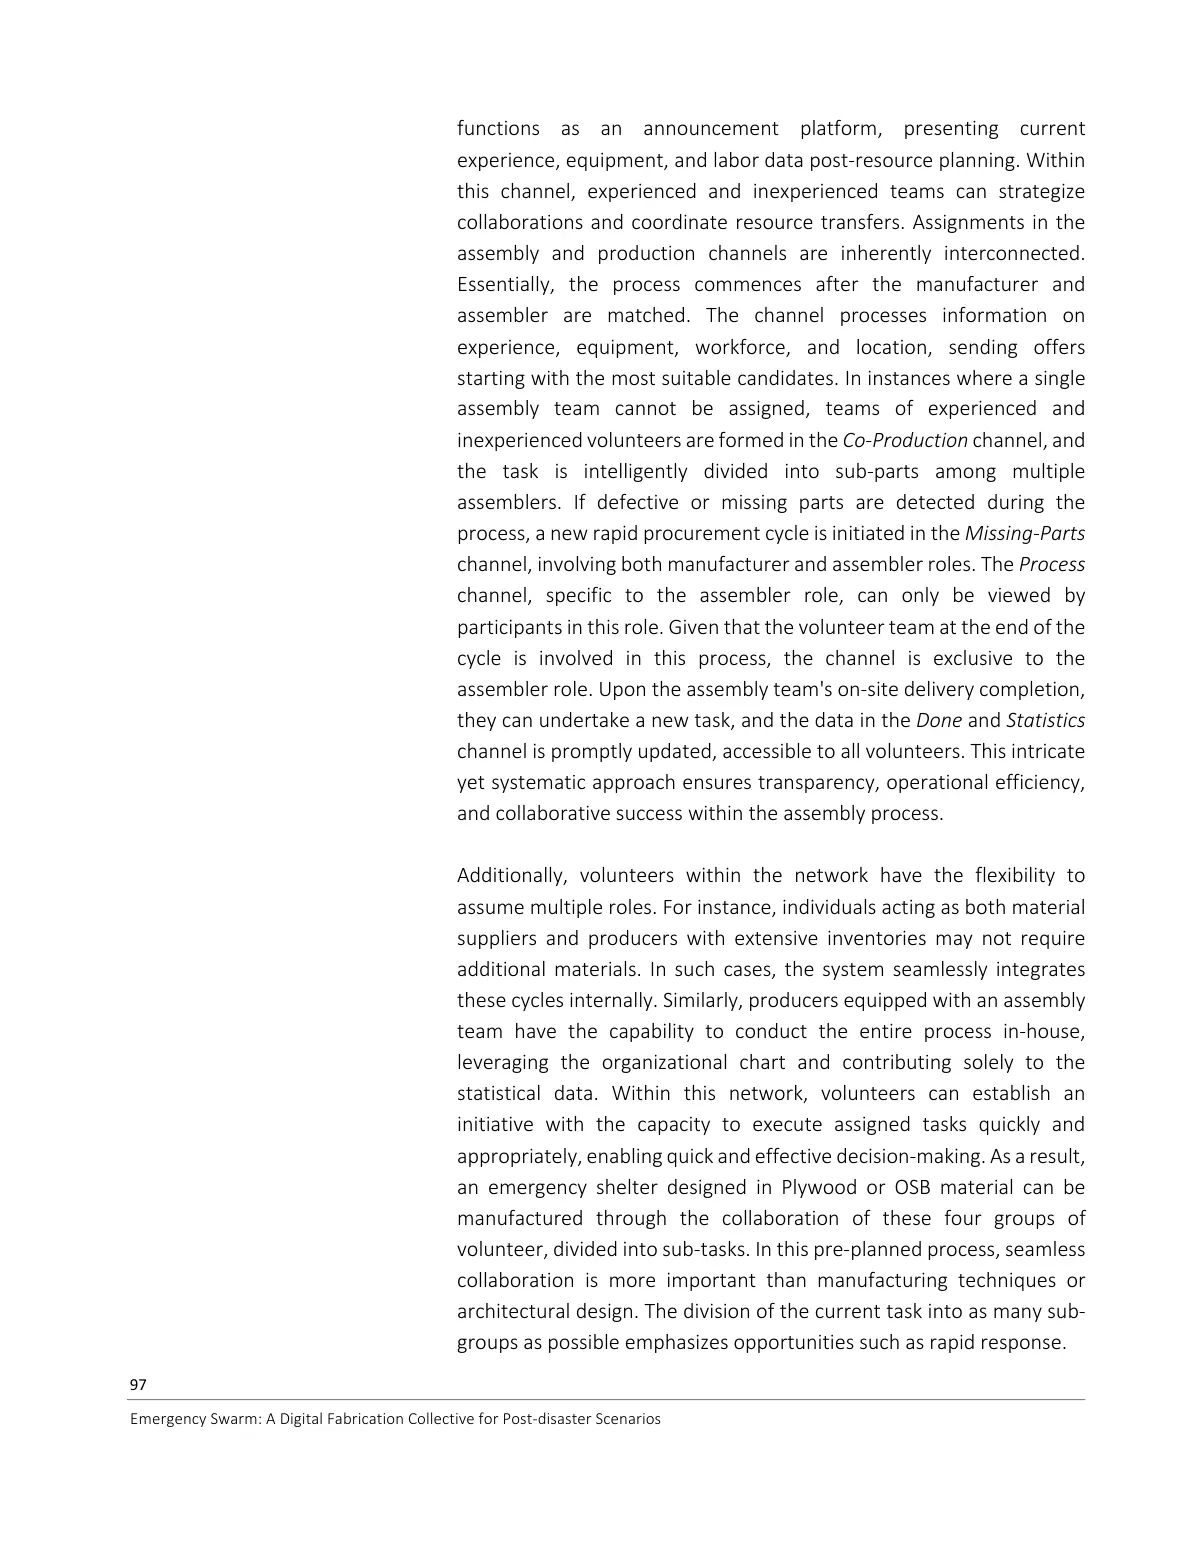 functions as an announcement platform, presenting current
experience, equipment, and labor data post-resource planning. Within
this channel, experienced and inexperienced teams can strategize
collaborations and coordinate resource transfers. Assignments in the
assembly and production channels are inherently interconnected.
Essentially, the process commences after the manufacturer and
assembler are matched. The channel processes information on
experience, equipment, workforce, and location, sending offers
starting with the most suitable candidates. In instances where a single
assembly team cannot be assigned, teams of experienced and
inexperienced volunteers are formed in the Co-Production channel, and
the task is intelligently divided into sub-parts among multiple
assemblers. If defective or missing parts are detected during the
process, a new rapid procurement cycle is initiated in the Missing-Parts
channel, involving both manufacturer and assembler roles. The Process
channel, specific to the assembler role, can only be viewed by
participants in this role. Given that the volunteer team at the end of the
cycle is involved in this process, the channel is exclusive to the
assembler role. Upon the assembly team's on-site delivery completion,
they can undertake a new task, and the data in the Done and Statistics
channel is promptly updated, accessible to all volunteers. This intricate
yet systematic approach ensures transparency, operational efficiency,
and collaborative success within the assembly process.
Additionally, volunteers within the network have the flexibility to
assume multiple roles. For instance, individuals acting as both material
suppliers and producers with extensive inventories may not require
additional materials. In such cases, the system seamlessly integrates
these cycles internally. Similarly, producers equipped with an assembly
team have the capability to conduct the entire process in-house,
leveraging the organizational chart and contributing solely to the
statistical data. Within this network, volunteers can establish an
initiative with the capacity to execute assigned tasks quickly and
appropriately, enabling quick and effective decision-making. As a result,
an emergency shelter designed in Plywood or OSB material can be
manufactured through the collaboration of these four groups of
volunteer, divided into sub-tasks. In this pre-planned process, seamless
collaboration is more important than manufacturing techniques or
architectural design. The division of the current task into as many sub-
groups as possible emphasizes opportunities such as rapid response.
97
Emergency Swarm: A Digital Fabrication Collective for Post-disaster Scenarios